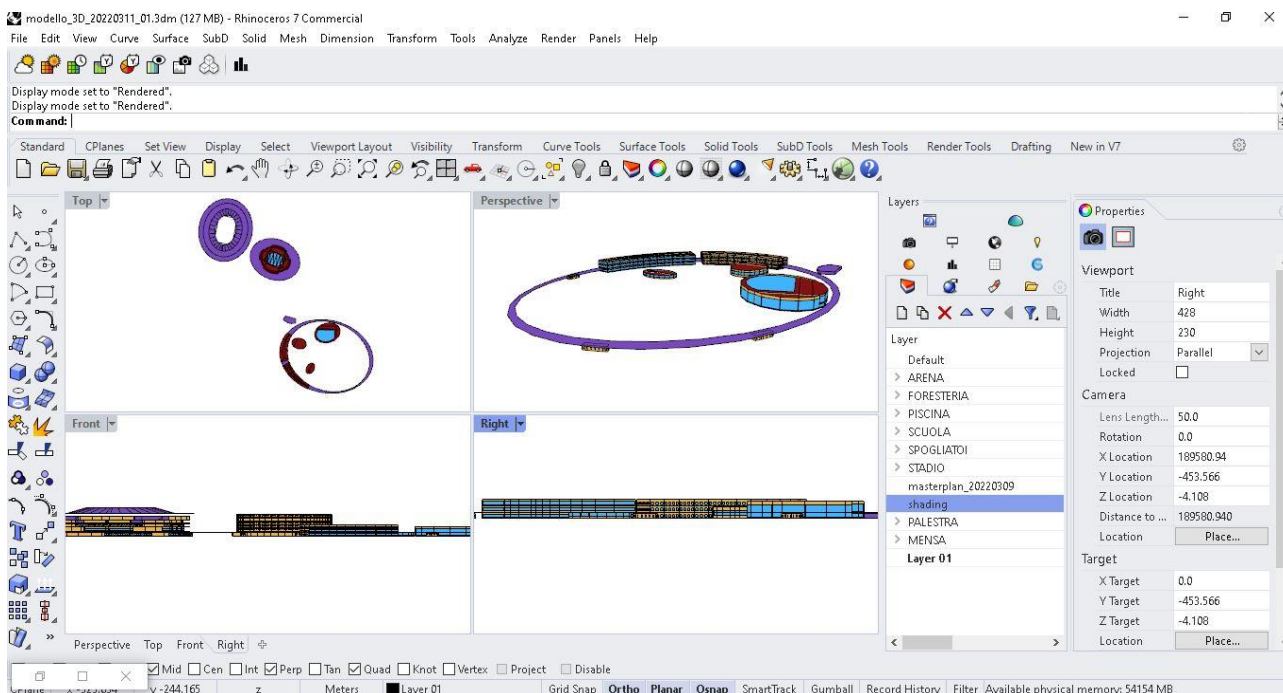 modello_3D_20220311_01.3dm (127 MB) - Rhinoceros 7 Commercial
File Edit View Curve Surface SubD Solid Mesh Dimension Transform Tools Analyze Render Panels Help
Display mode set to "Rendered".
Display mode set to "Rendered".
Command:
Standard CPlanes Set View Display Select Viewport Layout Visibility Transform Curve Tools Surface Tools Solid Tools SubD Tools Mesh Tools Render Tools Drafting New in V7
Top
Perspective
Front
Right
Perspective Top Front Right
Layers
Layer
Default
ARENA
FORESTERIA
PISCINA
SCUOLA
SPOGLIATOI
STADIO
masterplan_20220309
shading
PALESTRA
MENSA
Layer 01
Properties
Viewport
Title Right
Width 428
Height 230
Projection Parallel
Locked
Camera
Lens Length... 50.0
Rotation 0.0
X Location 189580.94
Y Location -453.566
Z Location -4.108
Distance to ... 189580.940
Location Place...
Target
X Target 0.0
Y Target -453.566
Z Target -4.108
Location Place...
Mid Cen Int Perp Tan Quad Knot Vertex Project Disable
y -244.165 z Meters Layer 01 Grid Snap Ortho Planar Osnap SmartTrack Gumball Record History Filter Available physical memory: 54154 MB